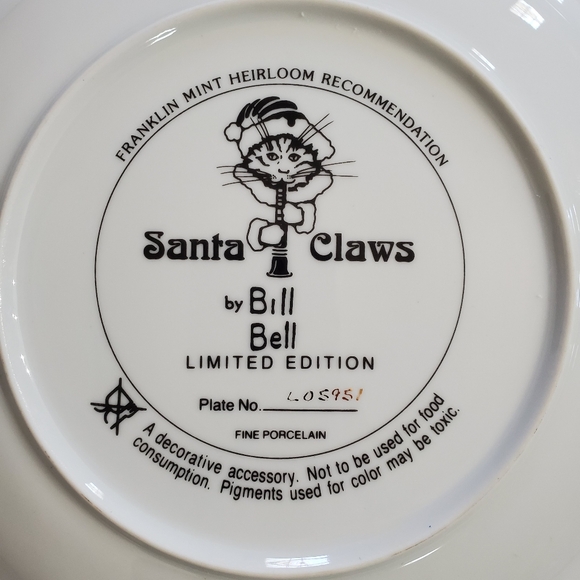 FRANKLIN MINT HEIRLOOM RECOMMENDATION
Santa Claws
by Bill
Bell
LIMITED EDITION
Plate No. LO5951
FINE PORCELAIN
A decorative accessory. Not to be used for food
consumption. Pigments used for color may be toxic.